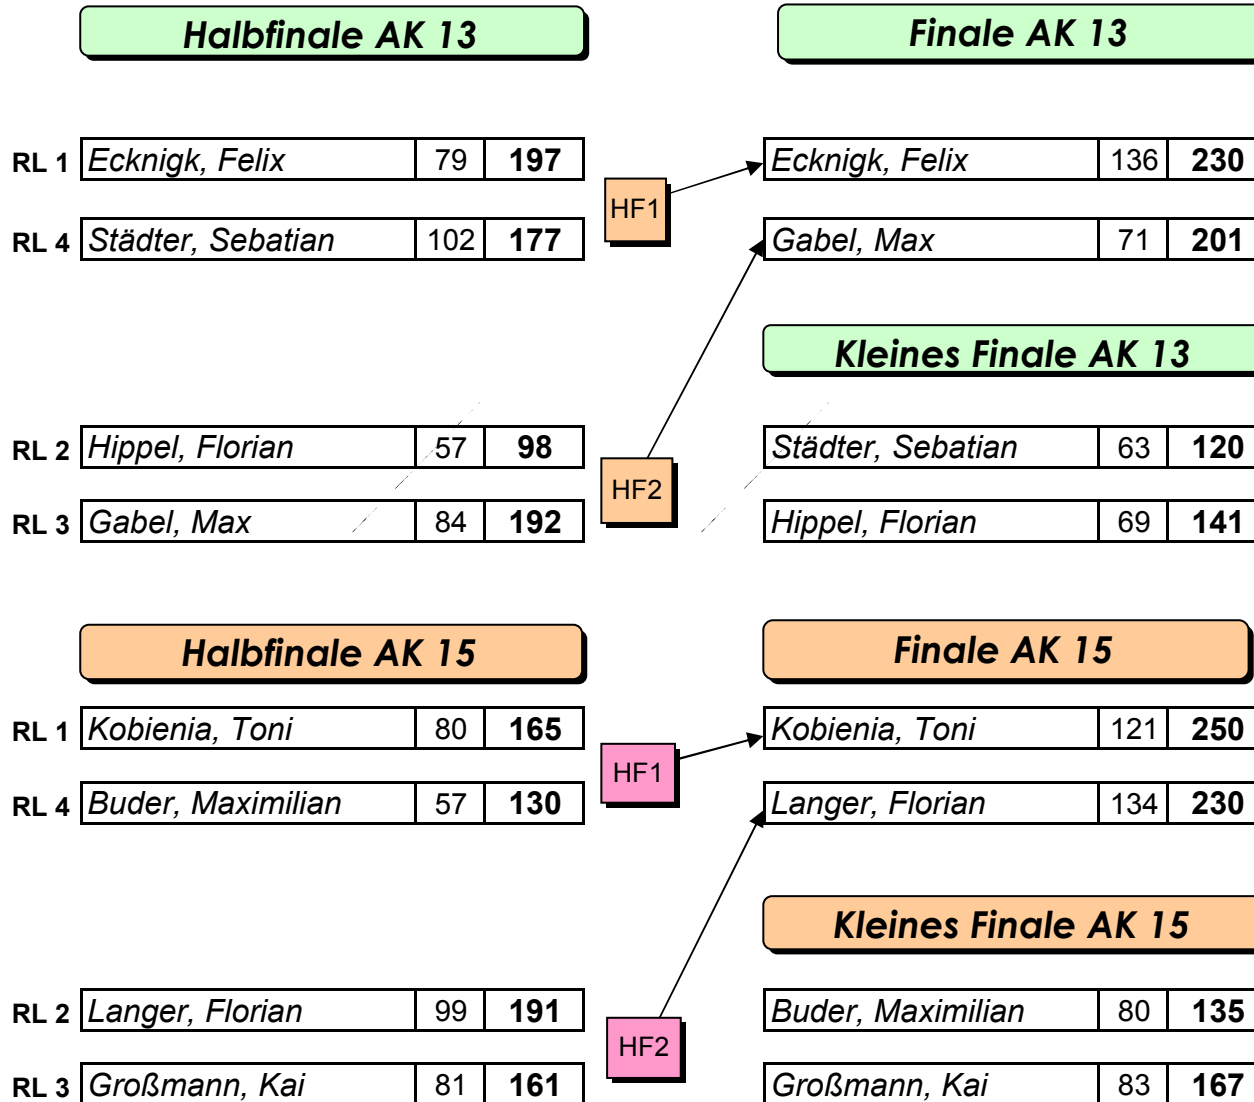 Halbfinale AK 13 Finale AK 13
RL 1 Ecknigk, Felix 79 197 Ecknigk, Felix 136 230
HF1
RL 4 Städter, Sebatian 102 177 Gabel, Max 71 201
Kleines Finale AK 13
RL 2 Hippel, Florian 57 98 Städter, Sebatian 63 120
HF2
RL 3 Gabel, Max 84 192 Hippel, Florian 69 141
Halbfinale AK 15 Finale AK 15
RL 1 Kobienia, Toni 80 165 Kobienia, Toni 121 250
HF1
RL 4 Buder, Maximilian 57 130 Langer, Florian 134 230
Kleines Finale AK 15
RL 2 Langer, Florian 99 191 Buder, Maximilian 80 135
HF2
RL 3 Großmann, Kai 81 161 Großmann, Kai 83 167